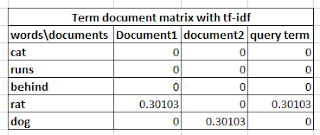 Term document matrix with tf-idf
words\documents Document1 document2 query term
cat 0 0 0
runs 0 0 0
behind 0 0 0
rat 0.30103 0 0.30103
dog 0 0.30103 0